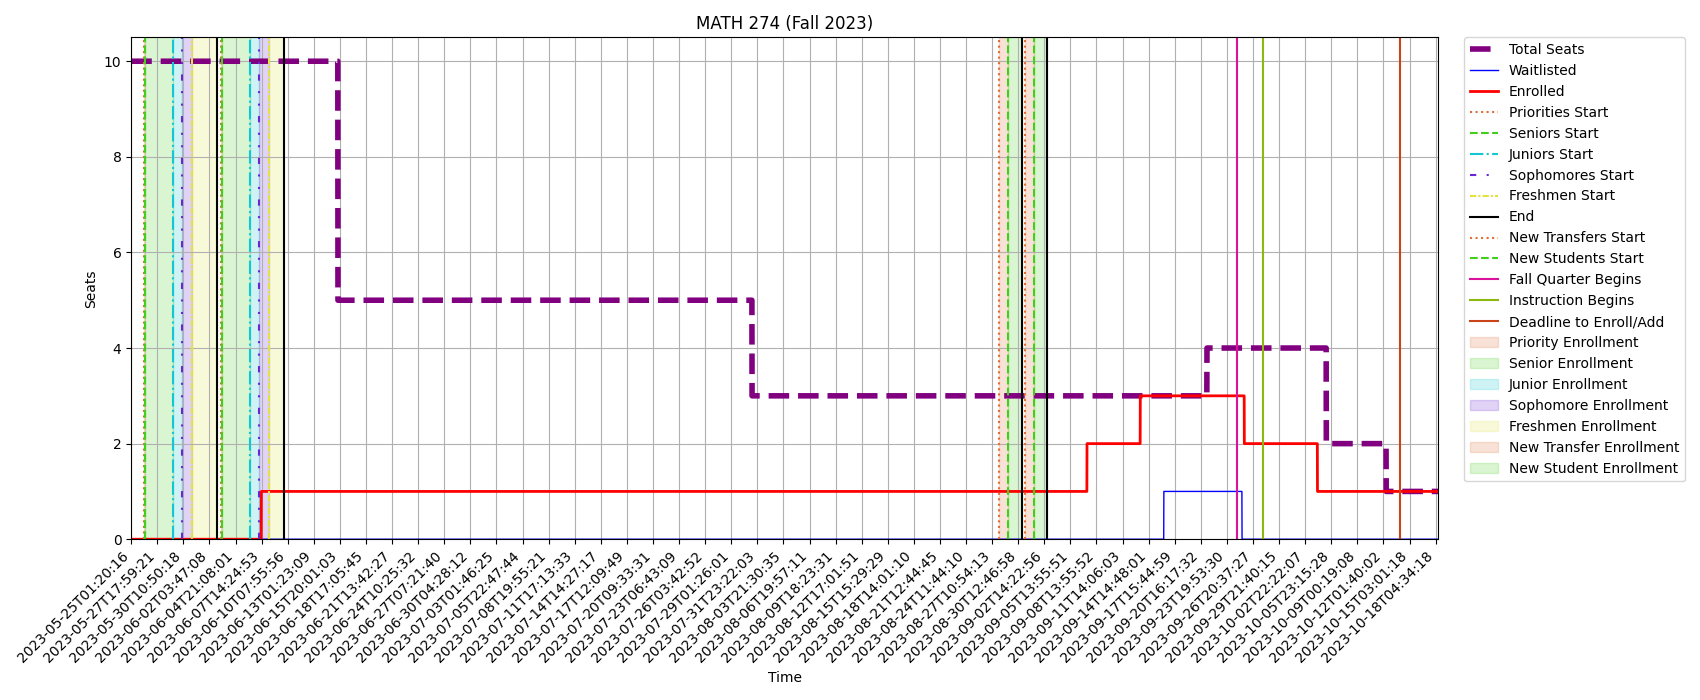 MATH 274 (Fall 2023)
Seats
10
8
6
4
2
0
2023-05-25T01:20:16
2023-05-27T17:59:21
2023-05-30T10:50:18
2023-06-02T03:47:08
2023-06-04T21:08:01
2023-06-07T14:24:53
2023-06-10T07:55:56
2023-06-13T01:23:09
2023-06-15T20:01:03
2023-06-18T17:05:45
2023-06-21T13:42:27
2023-06-24T10:25:32
2023-06-27T07:21:40
2023-06-30T04:28:12
2023-07-03T01:46:25
2023-07-05T22:47:44
2023-07-08T19:55:21
2023-07-11T17:13:33
2023-07-14T14:27:17
2023-07-17T12:09:49
2023-07-20T09:33:31
2023-07-23T06:43:09
2023-07-26T03:42:52
2023-07-29T01:26:01
2023-07-31T23:22:03
2023-08-03T21:30:35
2023-08-06T19:57:11
2023-08-09T18:23:31
2023-08-12T17:01:51
2023-08-15T15:29:29
2023-08-18T14:01:10
2023-08-21T12:44:45
2023-08-24T11:44:10
2023-08-27T10:54:13
2023-08-30T12:46:58
2023-09-02T14:22:56
2023-09-05T13:55:51
2023-09-08T13:55:52
2023-09-11T14:06:03
2023-09-14T14:48:01
2023-09-17T15:44:59
2023-09-20T16:17:32
2023-09-23T19:53:30
2023-09-26T20:37:27
2023-09-29T21:40:15
2023-10-02T22:22:07
2023-10-05T23:15:28
2023-10-09T00:19:08
2023-10-12T01:40:02
2023-10-15T03:01:18
2023-10-18T04:34:18
Time
Total Seats
Waitlisted
Enrolled
Priorities Start
Seniors Start
Juniors Start
Sophomores Start
Freshmen Start
End
New Transfers Start
New Students Start
Fall Quarter Begins
Instruction Begins
Deadline to Enroll/Add
Priority Enrollment
Senior Enrollment
Junior Enrollment
Sophomore Enrollment
Freshmen Enrollment
New Transfer Enrollment
New Student Enrollment